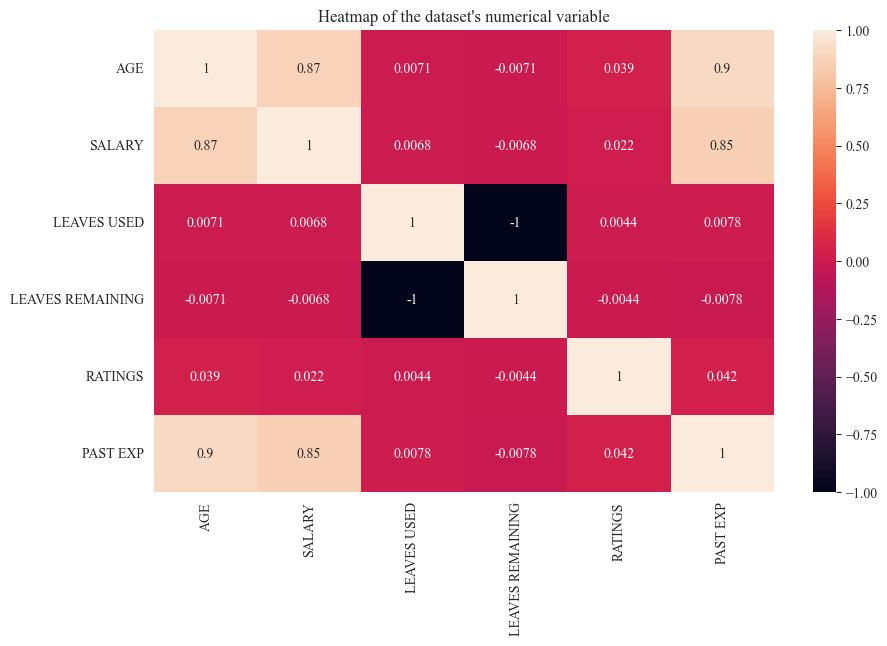 Heatmap of the dataset's numerical variable
AGE 1 0.87 0.0071 -0.0071 0.039 0.9
SALARY 0.87 1 0.0068 -0.0068 0.022 0.85
LEAVES USED 0.0071 0.0068 1 -1 0.0044 0.0078
LEAVES REMAINING -0.0071 -0.0068 -1 1 -0.0044 -0.0078
RATINGS 0.039 0.022 0.0044 -0.0044 1 0.042
PAST EXP 0.9 0.85 0.0078 -0.0078 0.042 1
AGE
SALARY
LEAVES USED
LEAVES REMAINING
RATINGS
PAST EXP
1.00
0.75
0.50
0.25
0.00
−0.25
−0.50
−0.75
−1.00